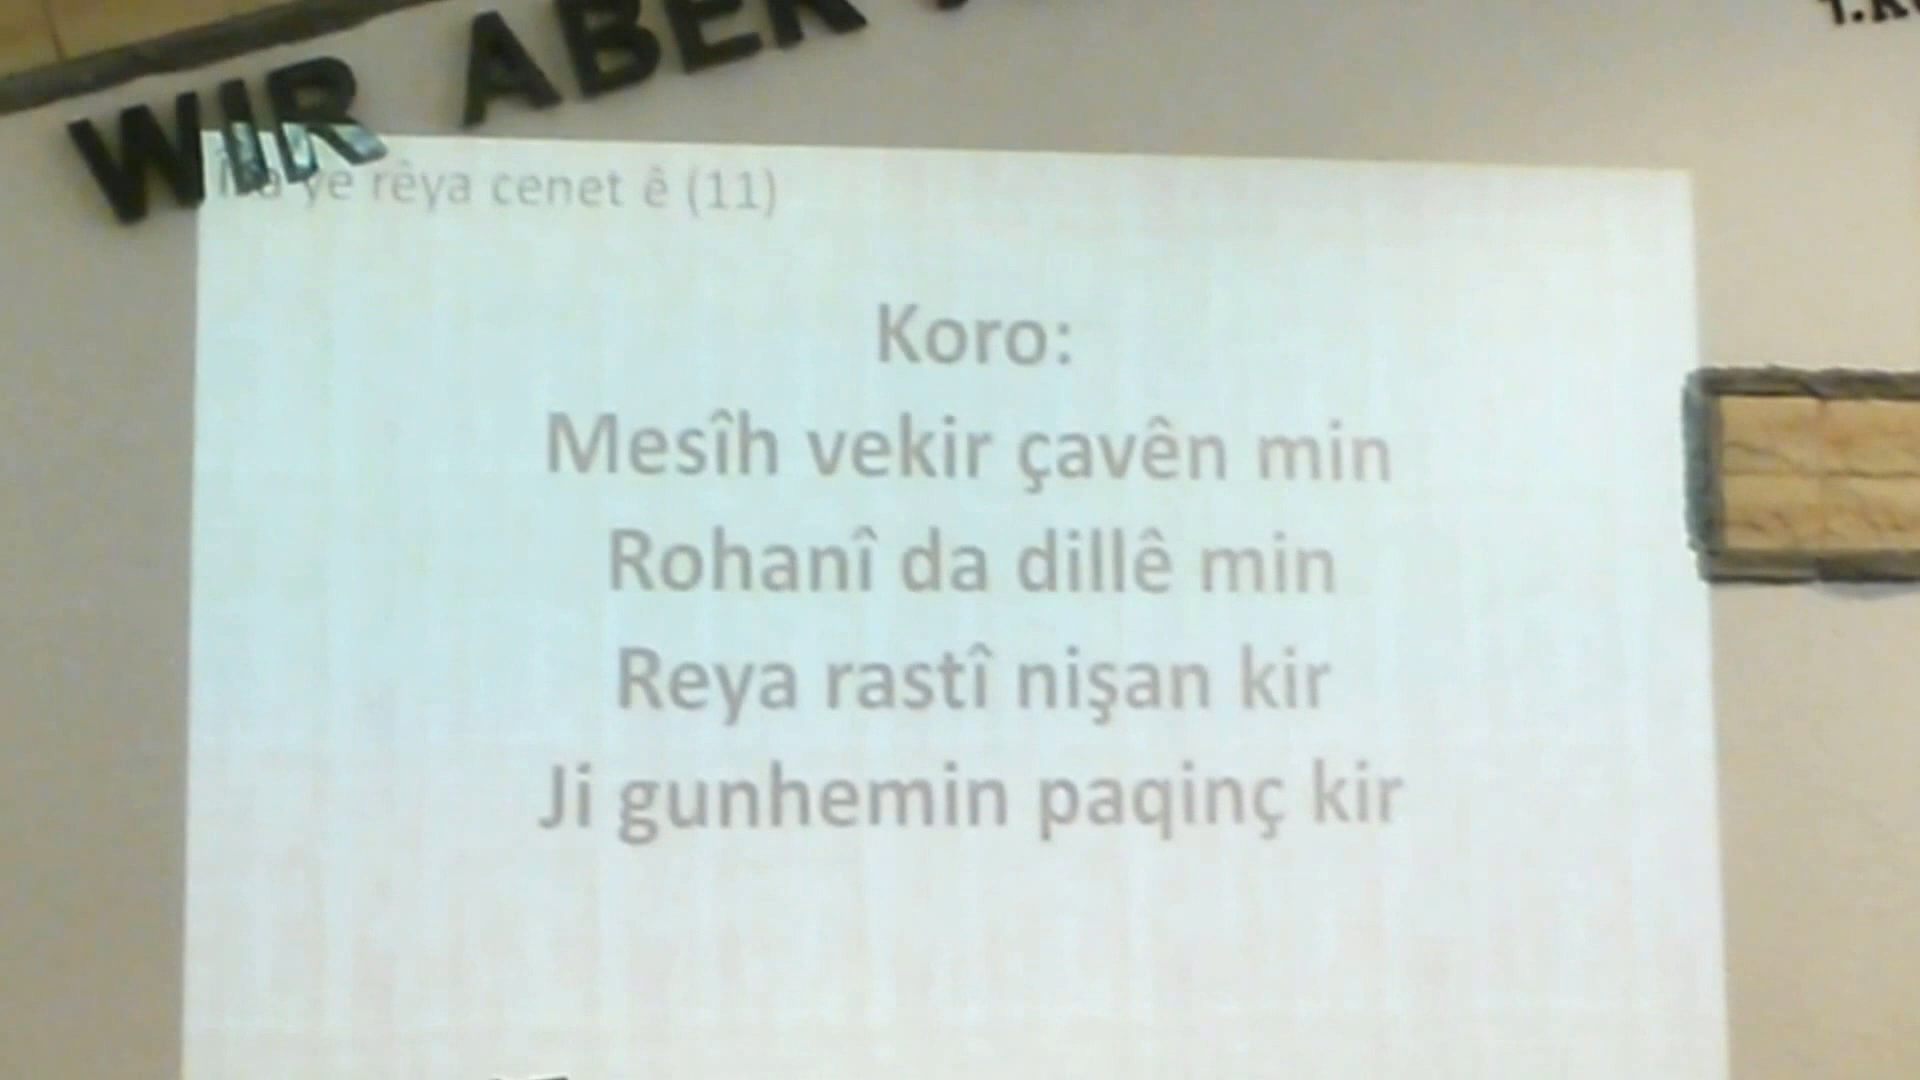 WIR ABER
ye rêya cenet ê (11)
Koro:
Mesîh vekir çavên min
Rohanî da dillê min
Reya rastî nişan kir
Ji gunhemin paqinç kir